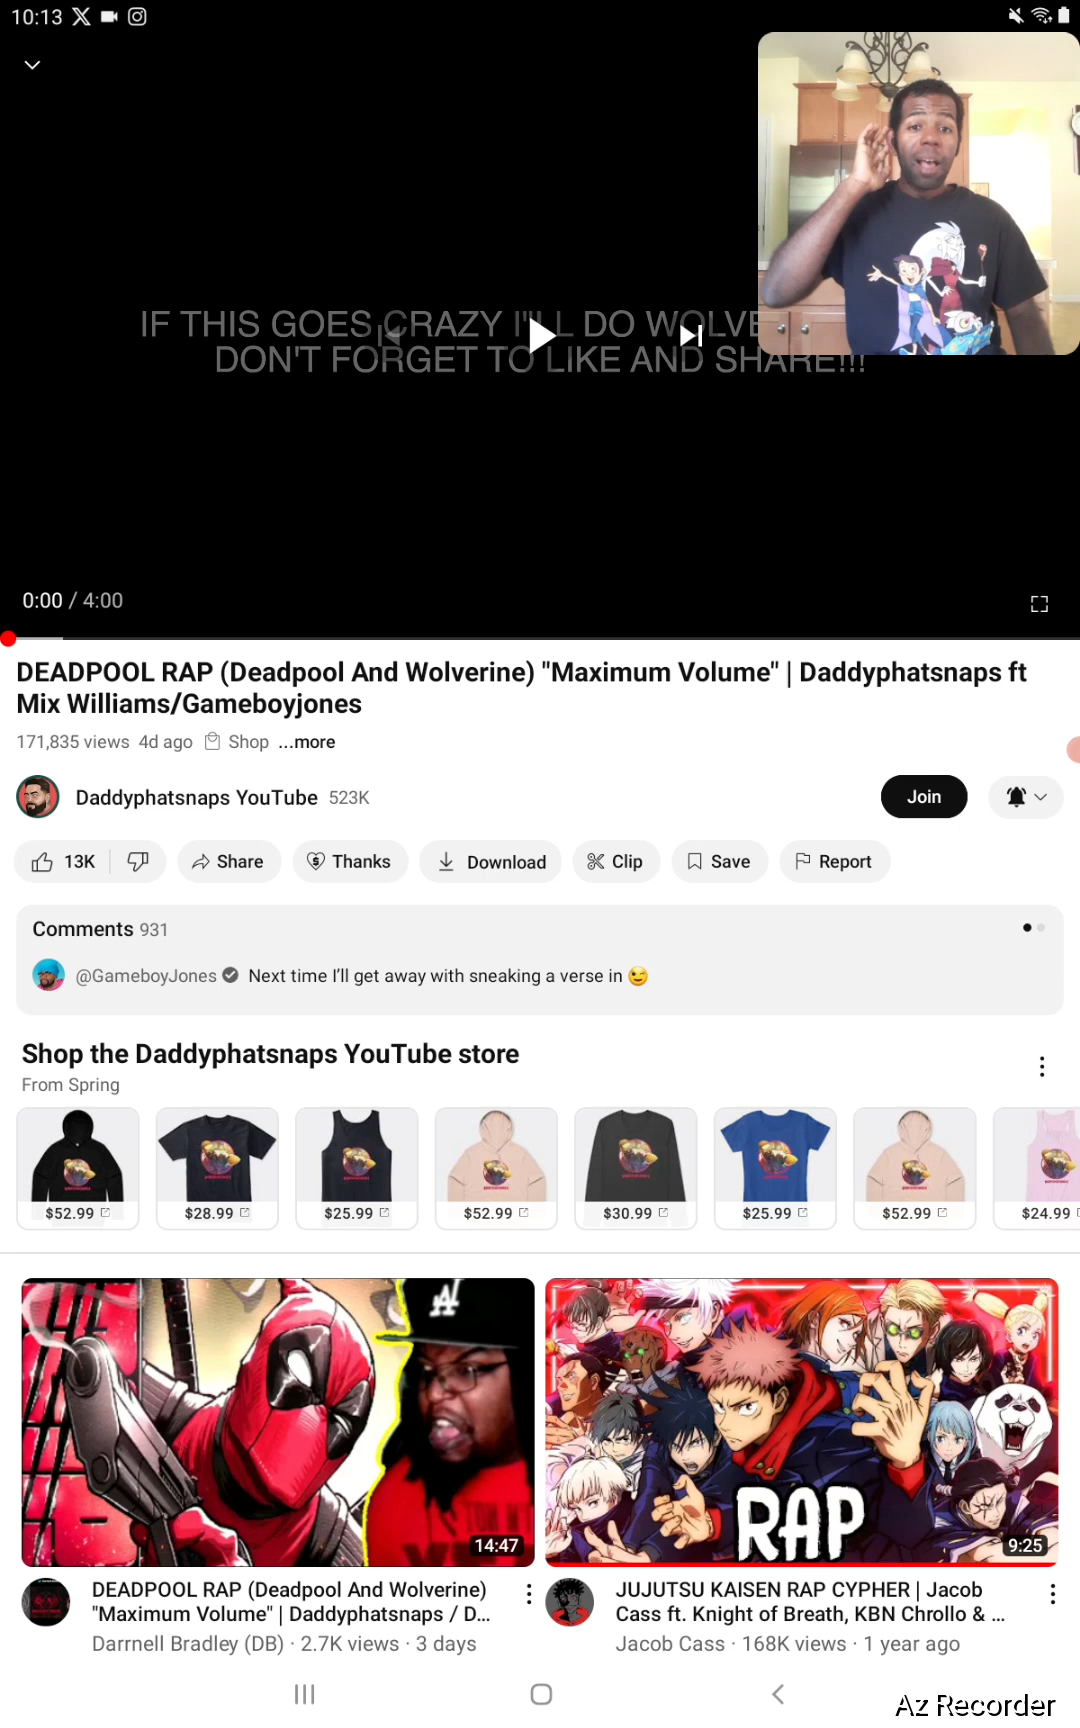 10:13
IF THIS GOES CRAZY I'LL DO WOLVE
DON'T FORGET TO LIKE AND SHARE!!!
0:00 / 4:00
DEADPOOL RAP (Deadpool And Wolverine) "Maximum Volume" | Daddyphatsnaps ft
Mix Williams/Gameboyjones
171,835 views 4d ago Shop ...more
Daddyphatsnaps YouTube 523K
Join
13K Share Thanks Download Clip Save Report
Comments 931
@GameboyJones Next time I'll get away with sneaking a verse in 😉
Shop the Daddyphatsnaps YouTube store
From Spring
$52.99 $28.99 $25.99 $52.99 $30.99 $25.99 $52.99 $24.99
RAP
14:47
9:25
DEADPOOL RAP (Deadpool And Wolverine)
"Maximum Volume" | Daddyphatsnaps / D...
Darrnell Bradley (DB) · 2.7K views · 3 days
JUJUTSU KAISEN RAP CYPHER | Jacob
Cass ft. Knight of Breath, KBN Chrollo & ...
Jacob Cass · 168K views · 1 year ago
Az Recorder